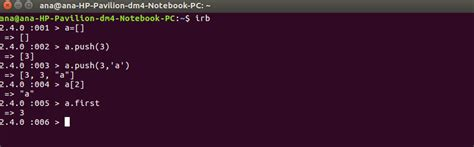 ana@ana-HP-Pavilion-dm4-Notebook-PC: ~
ana@ana-HP-Pavilion-dm4-Notebook-PC:~$ irb
2.4.0 :001 > a=[]
 => []
2.4.0 :002 > a.push(3)
 => [3]
2.4.0 :003 > a.push(3,'a')
 => [3, 3, "a"]
2.4.0 :004 > a[2]
 => "a"
2.4.0 :005 > a.first
 => 3
2.4.0 :006 >